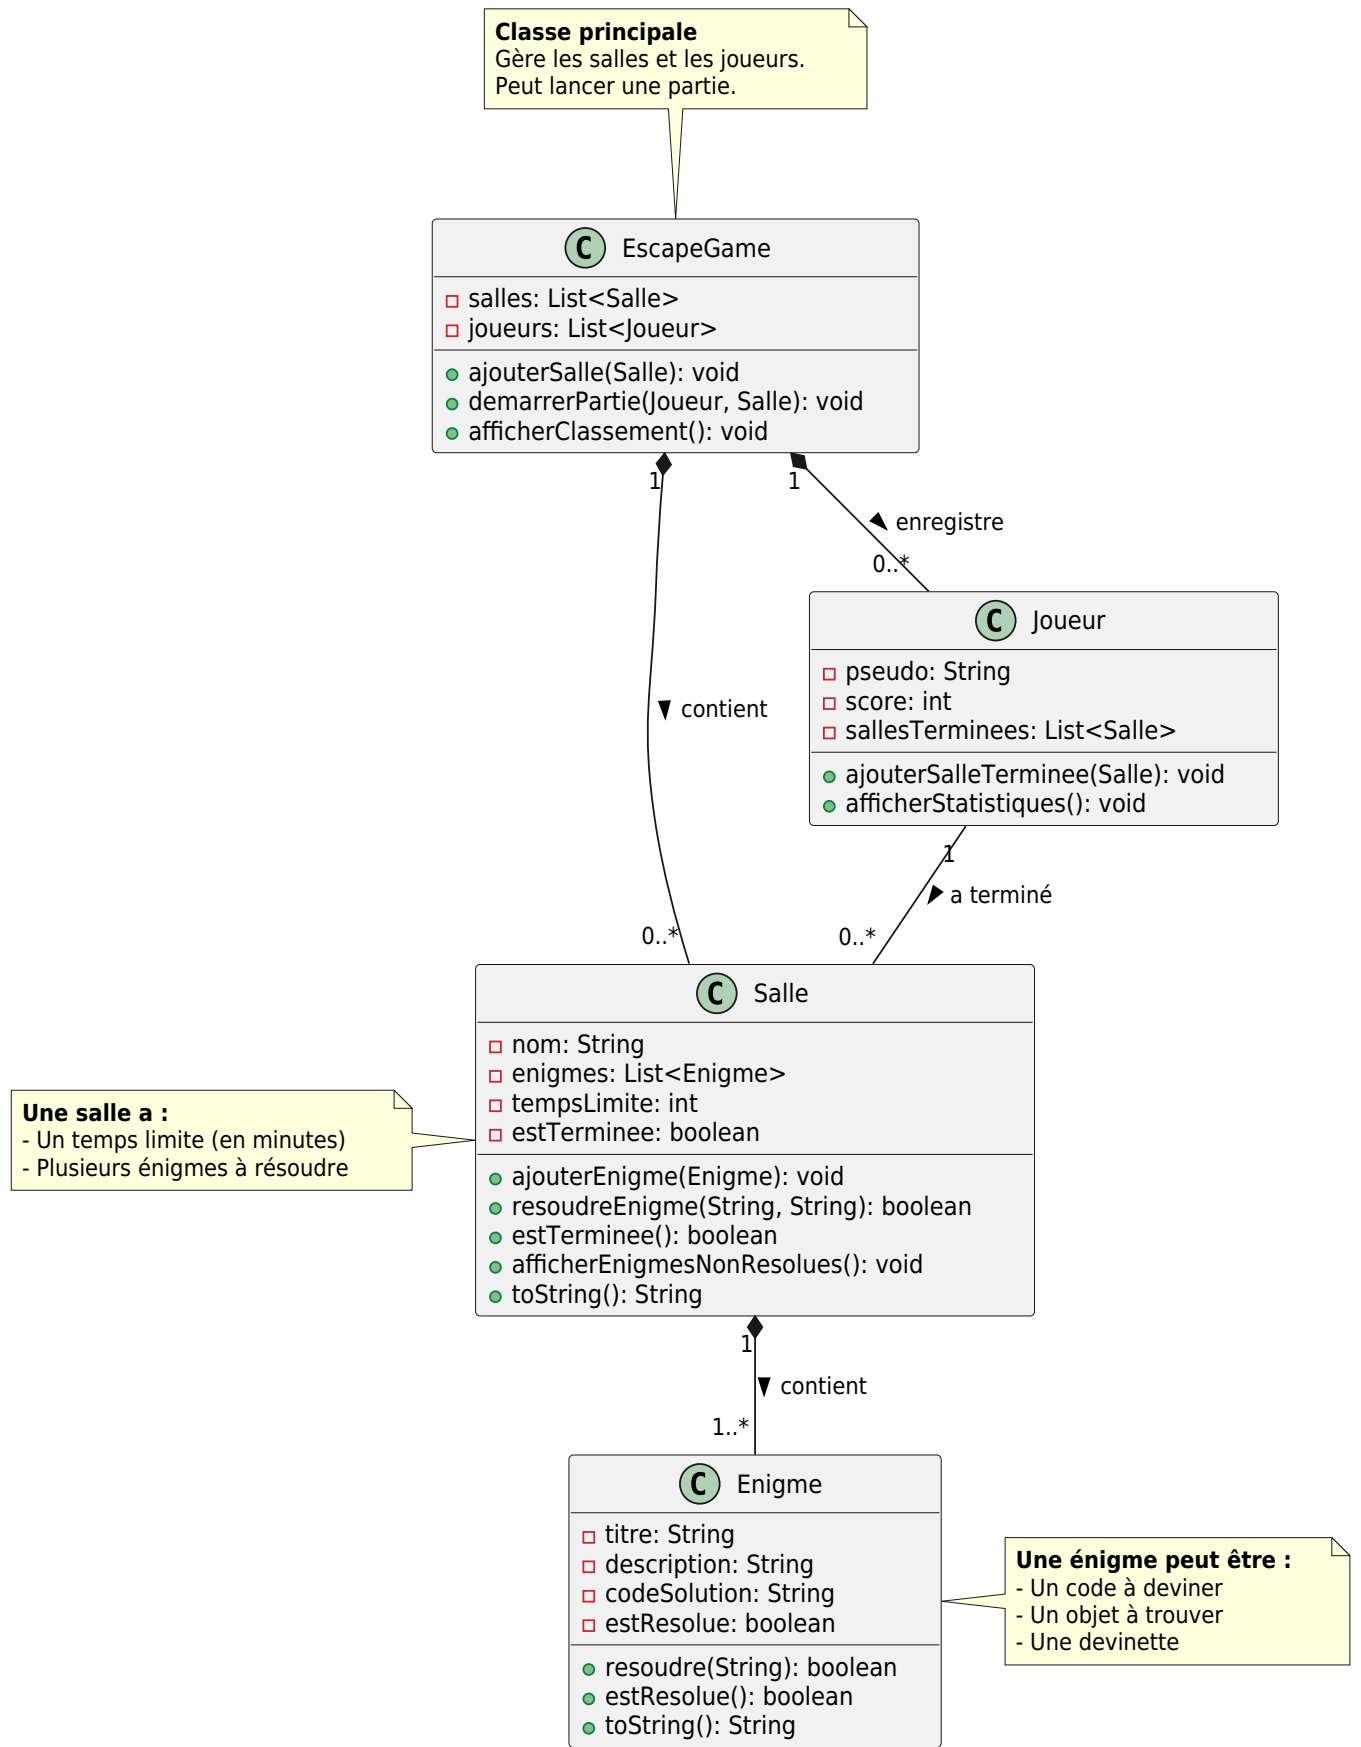 Classe principale
Gère les salles et les joueurs.
Peut lancer une partie.
C EscapeGame
salles: List<Salle>
joueurs: List<Joueur>
ajouterSalle(Salle): void
demarrerPartie(Joueur, Salle): void
afficherClassement(): void
1
1
enregistre
0..*
C Joueur
pseudo: String
score: int
sallesTerminees: List<Salle>
ajouterSalleTerminee(Salle): void
afficherStatistiques(): void
contient
1
a terminé
0..*
0..*
C Salle
nom: String
enigmes: List<Enigme>
tempsLimite: int
estTerminee: boolean
ajouterEnigme(Enigme): void
resoudreEnigme(String, String): boolean
estTerminee(): boolean
afficherEnigmesNonResolues(): void
toString(): String
Une salle a :
- Un temps limite (en minutes)
- Plusieurs énigmes à résoudre
1
contient
1..*
C Enigme
titre: String
description: String
codeSolution: String
estResolue: boolean
resoudre(String): boolean
estResolue(): boolean
toString(): String
Une énigme peut être :
- Un code à deviner
- Un objet à trouver
- Une devinette